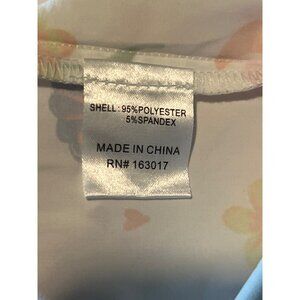 SHELL: 95%POLYESTER
5%SPANDEX
MADE IN CHINA
RN# 163017